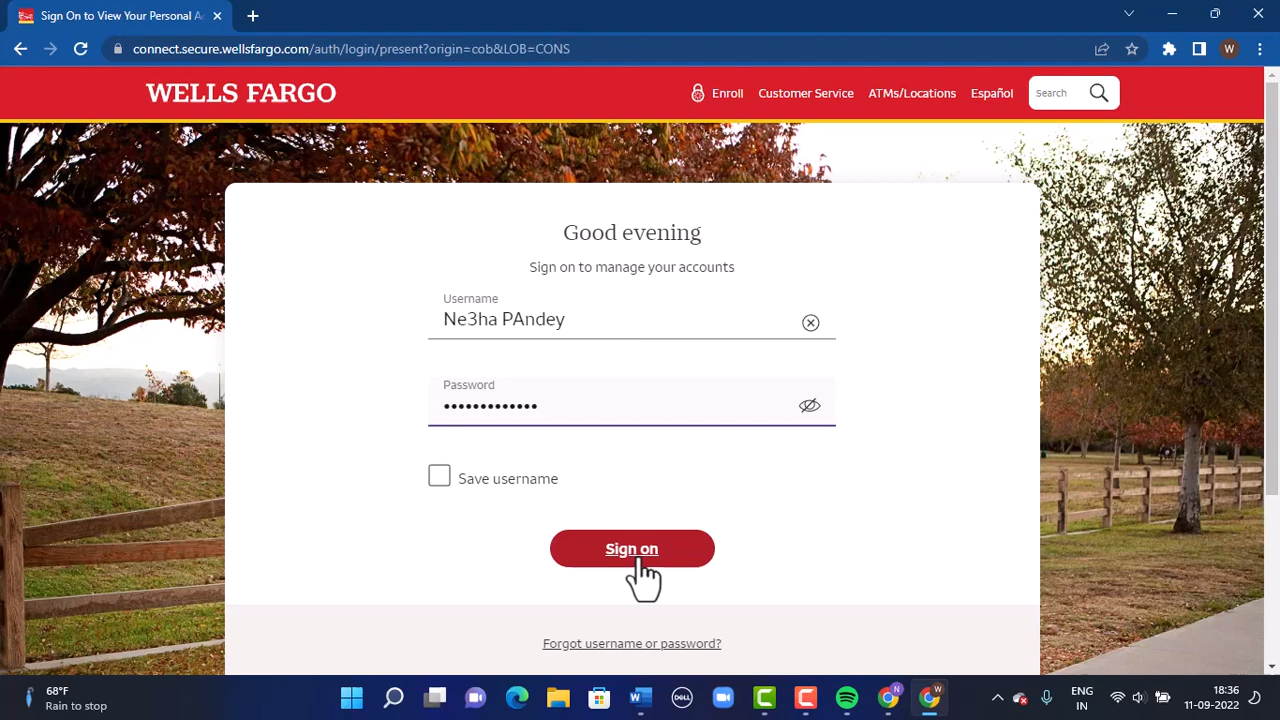 Sign On to View Your Personal A
connect.secure.wellsfargo.com/auth/login/present?origin=cob&LOB=CONS
W
WELLS FARGO
Enroll
Customer Service
ATMs/Locations
Español
Search
Good evening
Sign on to manage your accounts
Username
Ne3ha PAndey
Password
•••••••••••••
Save username
Sign on
Forgot username or password?
68°F
Rain to stop
DELL
N
W
ENG
IN
18:36
11-09-2022